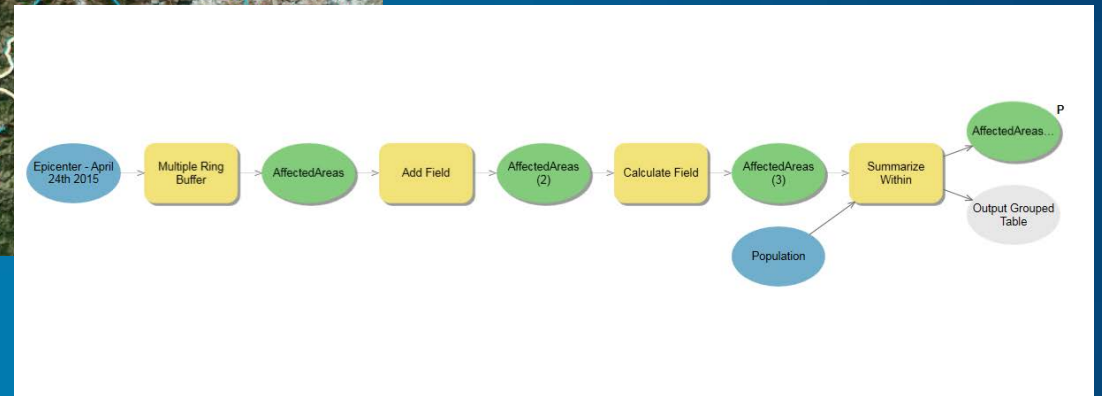 P
AffectedAreas...
Epicenter - April
24th 2015
Multiple Ring
Buffer
AffectedAreas
Add Field
AffectedAreas
(2)
Calculate Field
AffectedAreas
(3)
Summarize
Within
Output Grouped
Table
Population